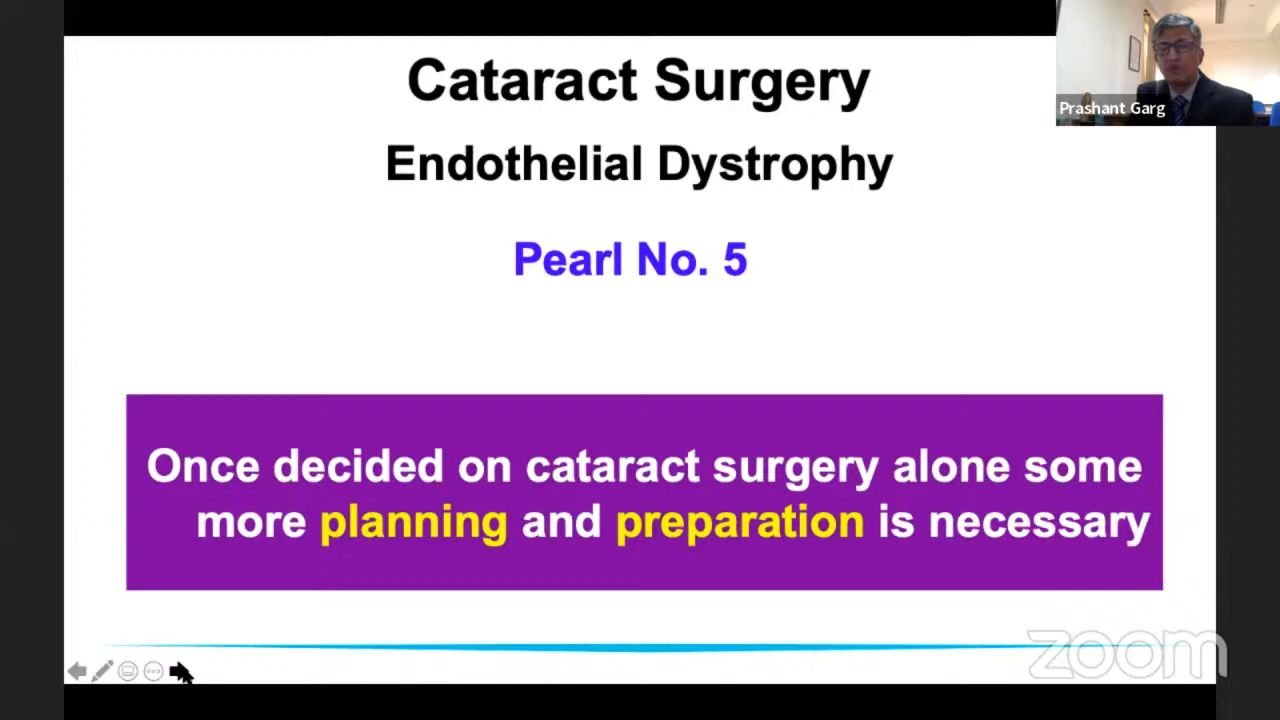 Cataract Surgery
Prashant Garg
Endothelial Dystrophy
Pearl No. 5
Once decided on cataract surgery alone some
more planning and preparation is necessary
zoom